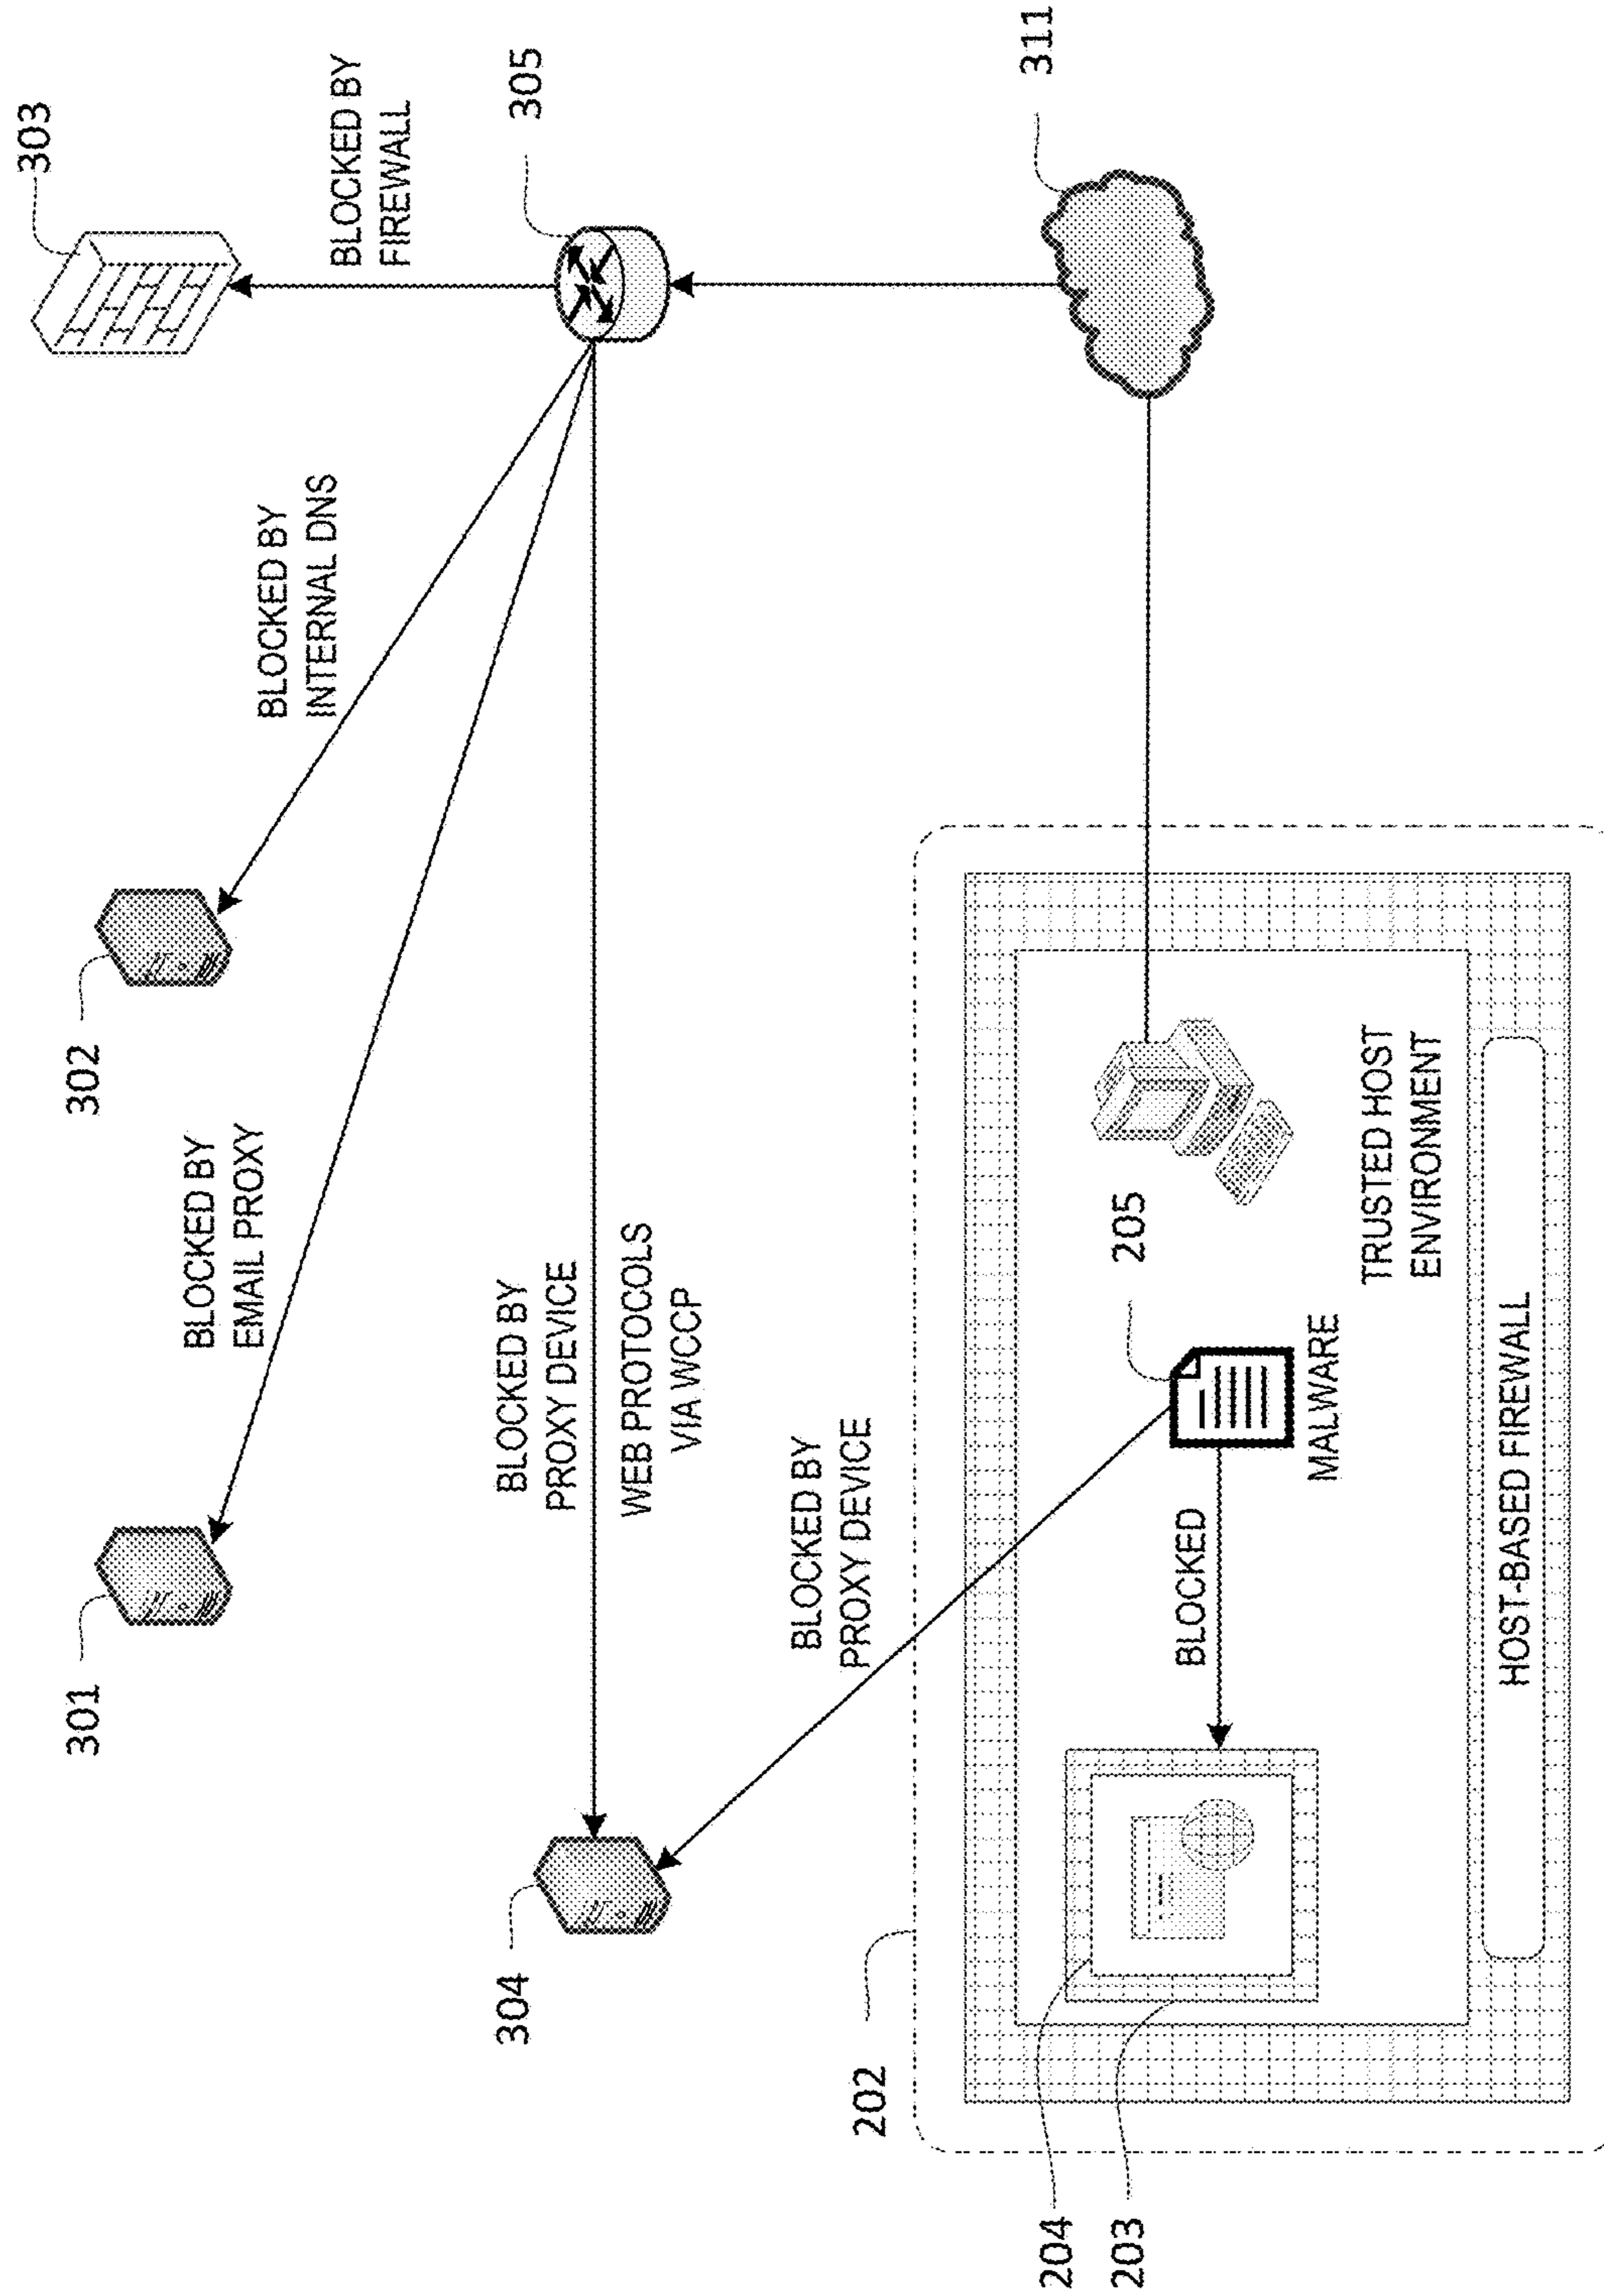 301
302
303
BLOCKED BY
EMAIL PROXY
BLOCKED BY
INTERNAL DNS
BLOCKED BY
FIREWALL
304
BLOCKED BY
PROXY DEVICE
WEB PROTOCOLS
VIA WCCP
305
BLOCKED BY
PROXY DEVICE
202
311
204
203
BLOCKED
205
MALWARE
TRUSTED HOST
ENVIRONMENT
HOST-BASED FIREWALL